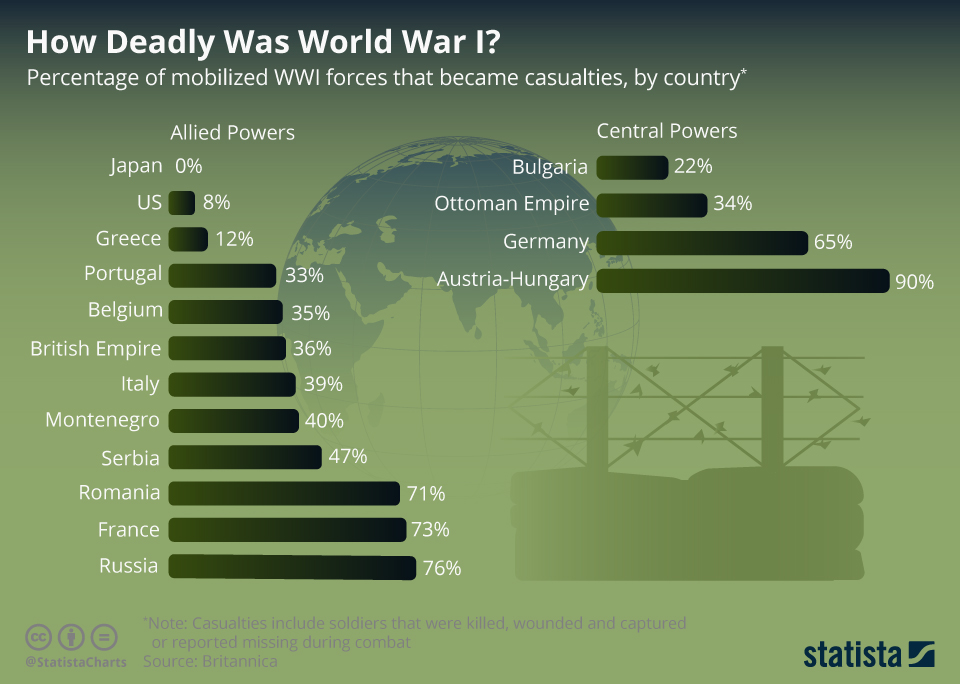 How Deadly Was World War I?
Percentage of mobilized WWI forces that became casualties, by country*
Allied Powers
Japan 0%
US 8%
Greece 12%
Portugal 33%
Belgium 35%
British Empire 36%
Italy 39%
Montenegro 40%
Serbia 47%
Romania 71%
France 73%
Russia 76%
Central Powers
Bulgaria 22%
Ottoman Empire 34%
Germany 65%
Austria-Hungary 90%
*Note: Casualties include soldiers that were killed, wounded and captured
or reported missing during combat
Source: Britannica
cc
@StatistaCharts
statista